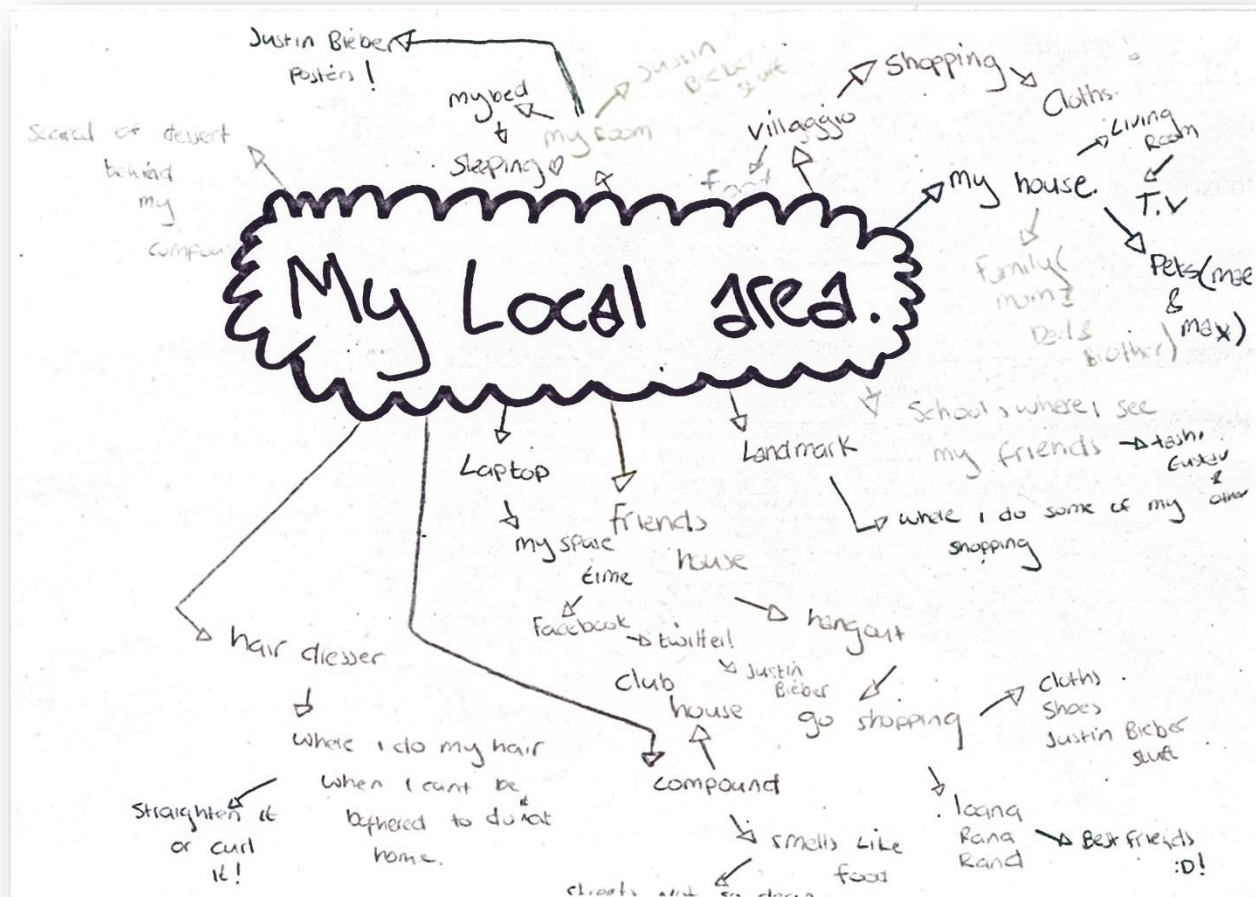 Justin Bieber
Posters!
my bed
sleeping
my room
Justin
Bieber
stuff
villaggio
Shopping
Cloths.
Scared of dessert
behind
my
my house.
Living
Room
T.V
Family(
mom &
Dad &
Brother)
Pets(mae
&
max)
My Local area.
Laptop
my spare
time
Facebook
twitter!
Justin
Bieber
friends
house
hangout
go shopping
Cloths
Shoes
Justin Bieber
stuff
Ioana
Rana
Rand
Best friends
:D!
Landmark
where i do some of my
shopping
School, where i see
my friends
&
other
hair dresser
where i do my hair
when i cant be
bothered to do it at
home.
Straighten it
or curl
it!
club
house
compound
smells like
food